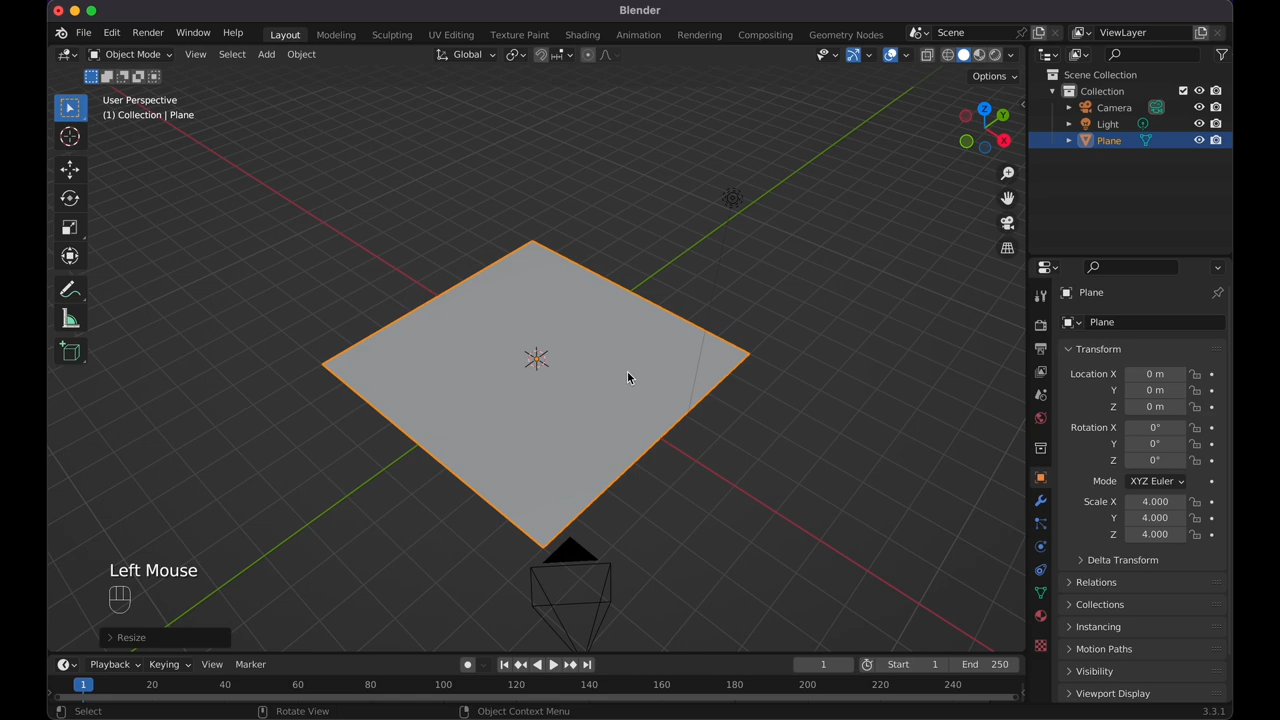 Blender
File Edit Render Window Help Layout Modeling Sculpting UV Editing Texture Paint Shading Animation Rendering Compositing Geometry Nodes Scene ViewLayer
Object Mode View Select Add Object Global
Options
User Perspective
(1) Collection | Plane
Z
Y
X
Scene Collection
Collection
Camera
Light
Plane
Plane
Plane
Transform
Location X 0 m
Y 0 m
Z 0 m
Rotation X 0°
Y 0°
Z 0°
Mode XYZ Euler
Scale X 4.000
Y 4.000
Z 4.000
Delta Transform
Relations
Collections
Instancing
Motion Paths
Visibility
Viewport Display
Left Mouse
Resize
Playback Keying View Marker 1 Start 1 End 250
1 20 40 60 80 100 120 140 160 180 200 220 240
Select Rotate View Object Context Menu 3.3.1